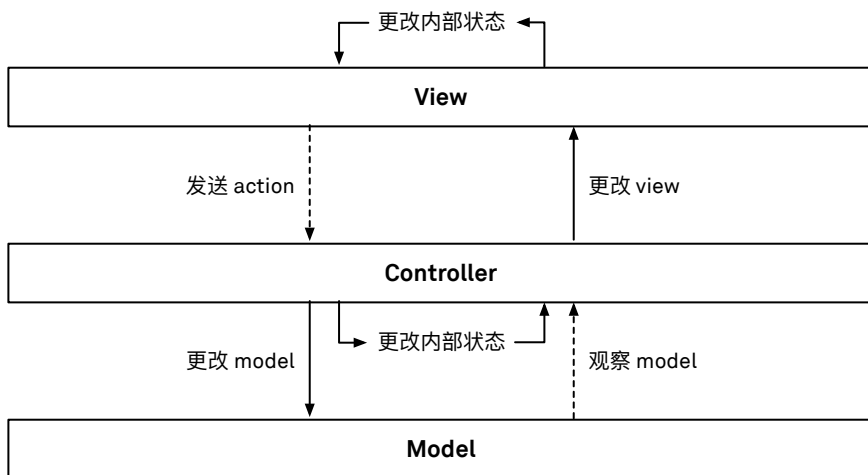 更改内部状态
View
发送 action
更改 view
Controller
更改内部状态
更改 model
观察 model
Model